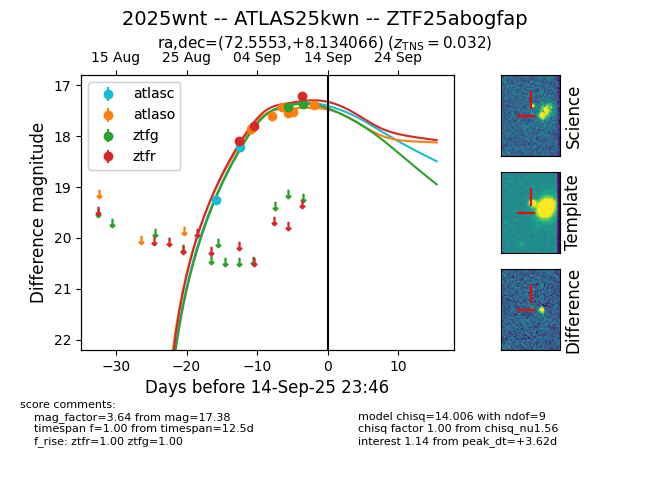 2025wnt -- ATLAS25kwn -- ZTF25abogfap
ra,dec=(72.5553,+8.134066) (zTNS = 0.032)
15 Aug 25 Aug 04 Sep 14 Sep 24 Sep
17
18
19
20
21
22
Difference magnitude
atlasc
atlaso
ztfg
ztfr
−30 −20 −10 0 10
Days before 14-Sep-25 23:46
Science
Template
Difference
score comments:
mag_factor=3.64 from mag=17.38
timespan f=1.00 from timespan=12.5d
f_rise: ztfr=1.00 ztfg=1.00
model chisq=14.006 with ndof=9
chisq factor 1.00 from chisq_nu1.56
interest 1.14 from peak_dt=+3.62d